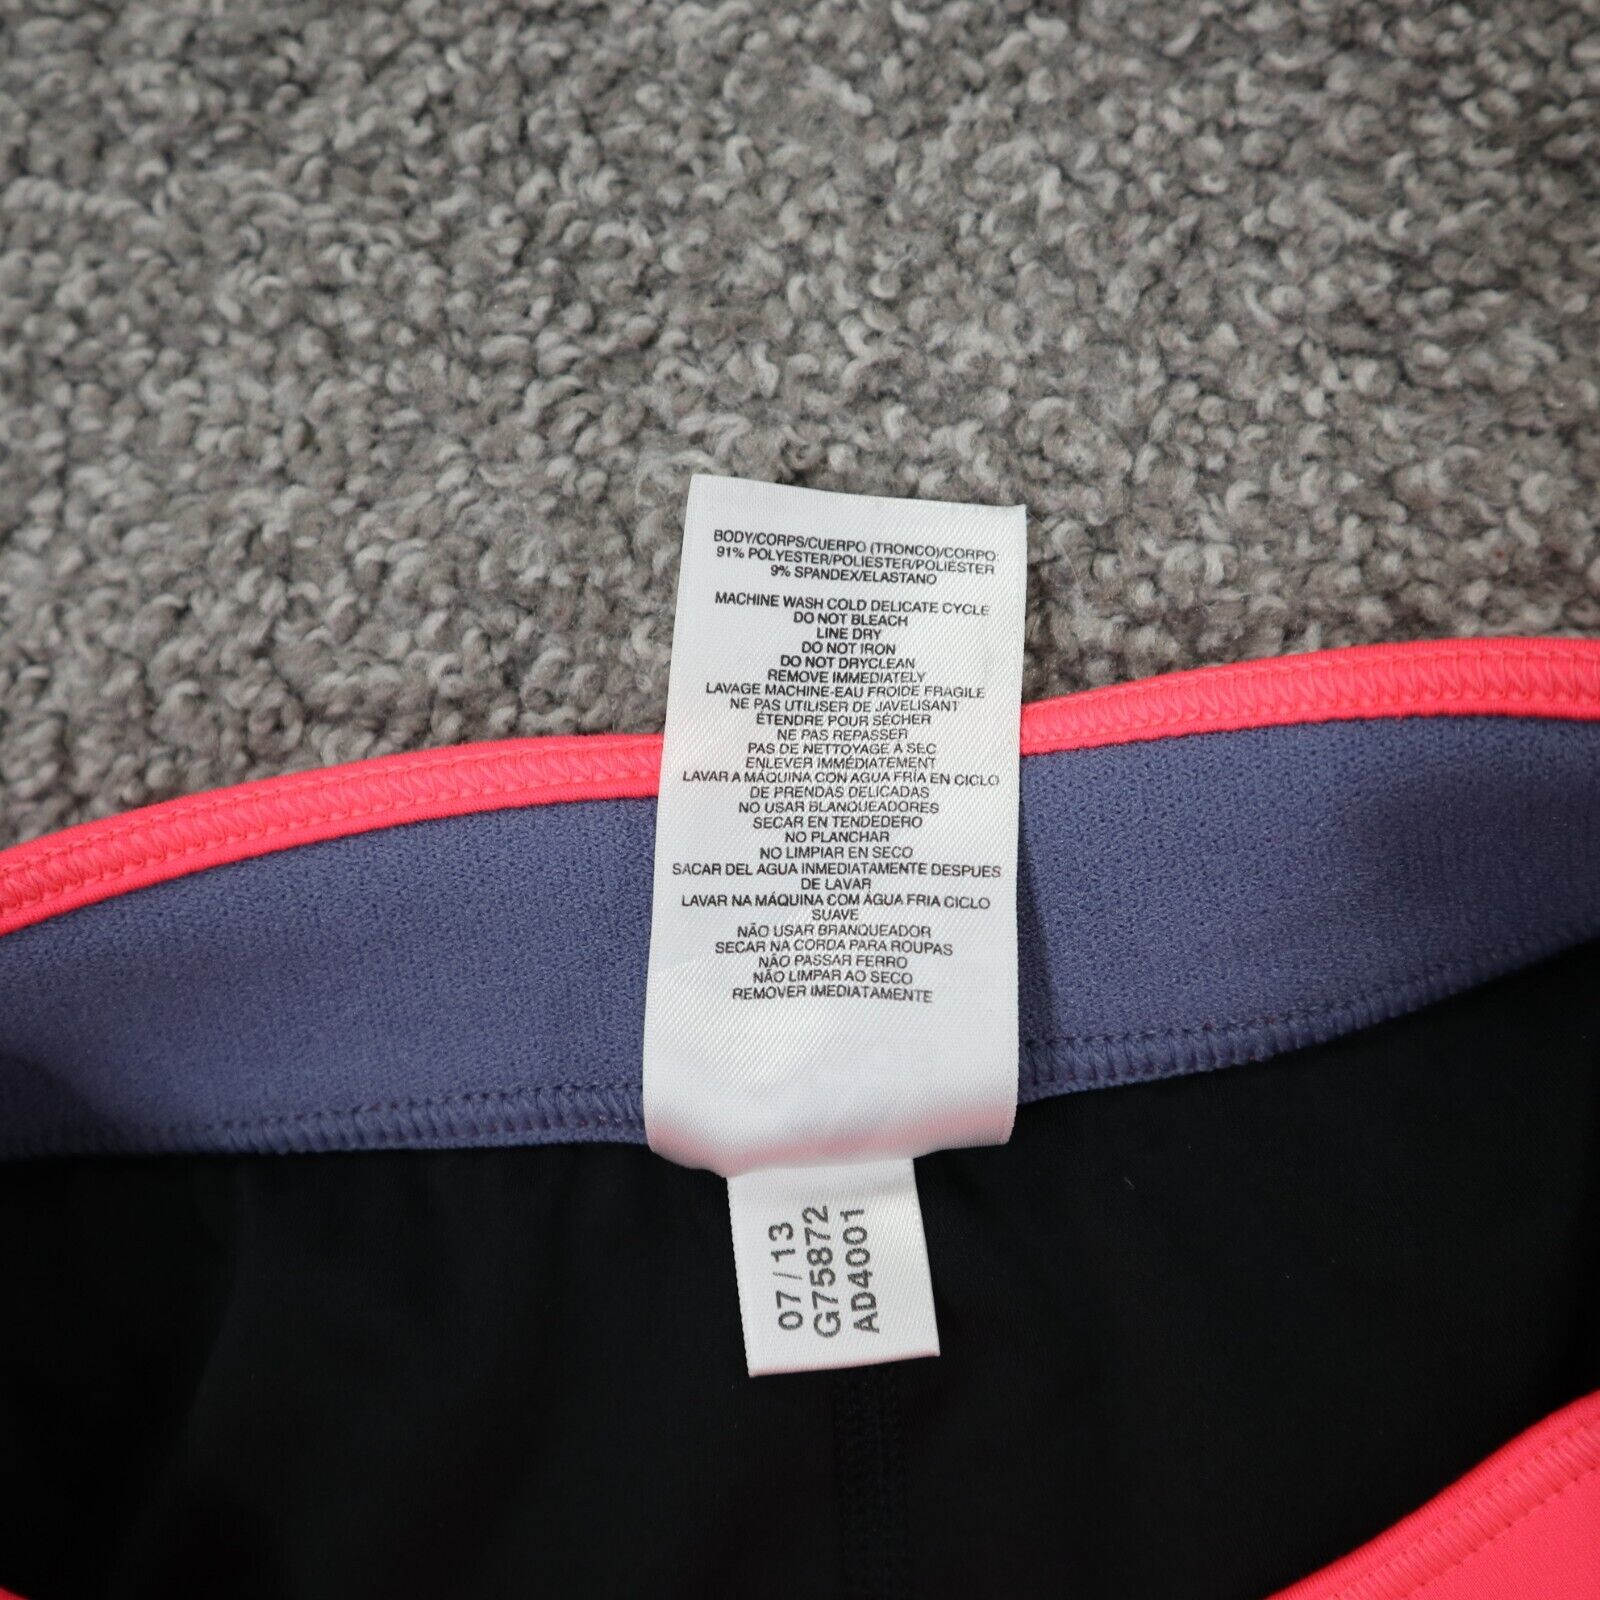 BODY/CORPS/CUERPO (TRONCO)/CORPO:
91% POLYESTER/POLIESTER/POLIÉSTER
9% SPANDEX/ELASTANO
MACHINE WASH COLD DELICATE CYCLE
DO NOT BLEACH
LINE DRY
DO NOT IRON
DO NOT DRYCLEAN
REMOVE IMMEDIATELY
LAVAGE MACHINE-EAU FROIDE FRAGILE
NE PAS UTILISER DE JAVELISANT
ÉTENDRE POUR SÉCHER
NE PAS REPASSER
PAS DE NETTOYAGE À SEC
ENLEVER IMMÉDIATEMENT
LAVAR A MÁQUINA CON AGUA FRÍA EN CICLO
DE PRENDAS DELICADAS
NO USAR BLANQUEADORES
SECAR EN TENDEDERO
NO PLANCHAR
NO LIMPIAR EN SECO
SACAR DEL AGUA INMEDIATAMENTE DESPUES
DE LAVAR
LAVAR NA MÁQUINA COM ÁGUA FRIA CICLO
SUAVE
NÃO USAR BRANQUEADOR
SECAR NA CORDA PARA ROUPAS
NÃO PASSAR FERRO
NÃO LIMPAR AO SECO
REMOVER IMEDIATAMENTE
07/13
G75872
AD4001